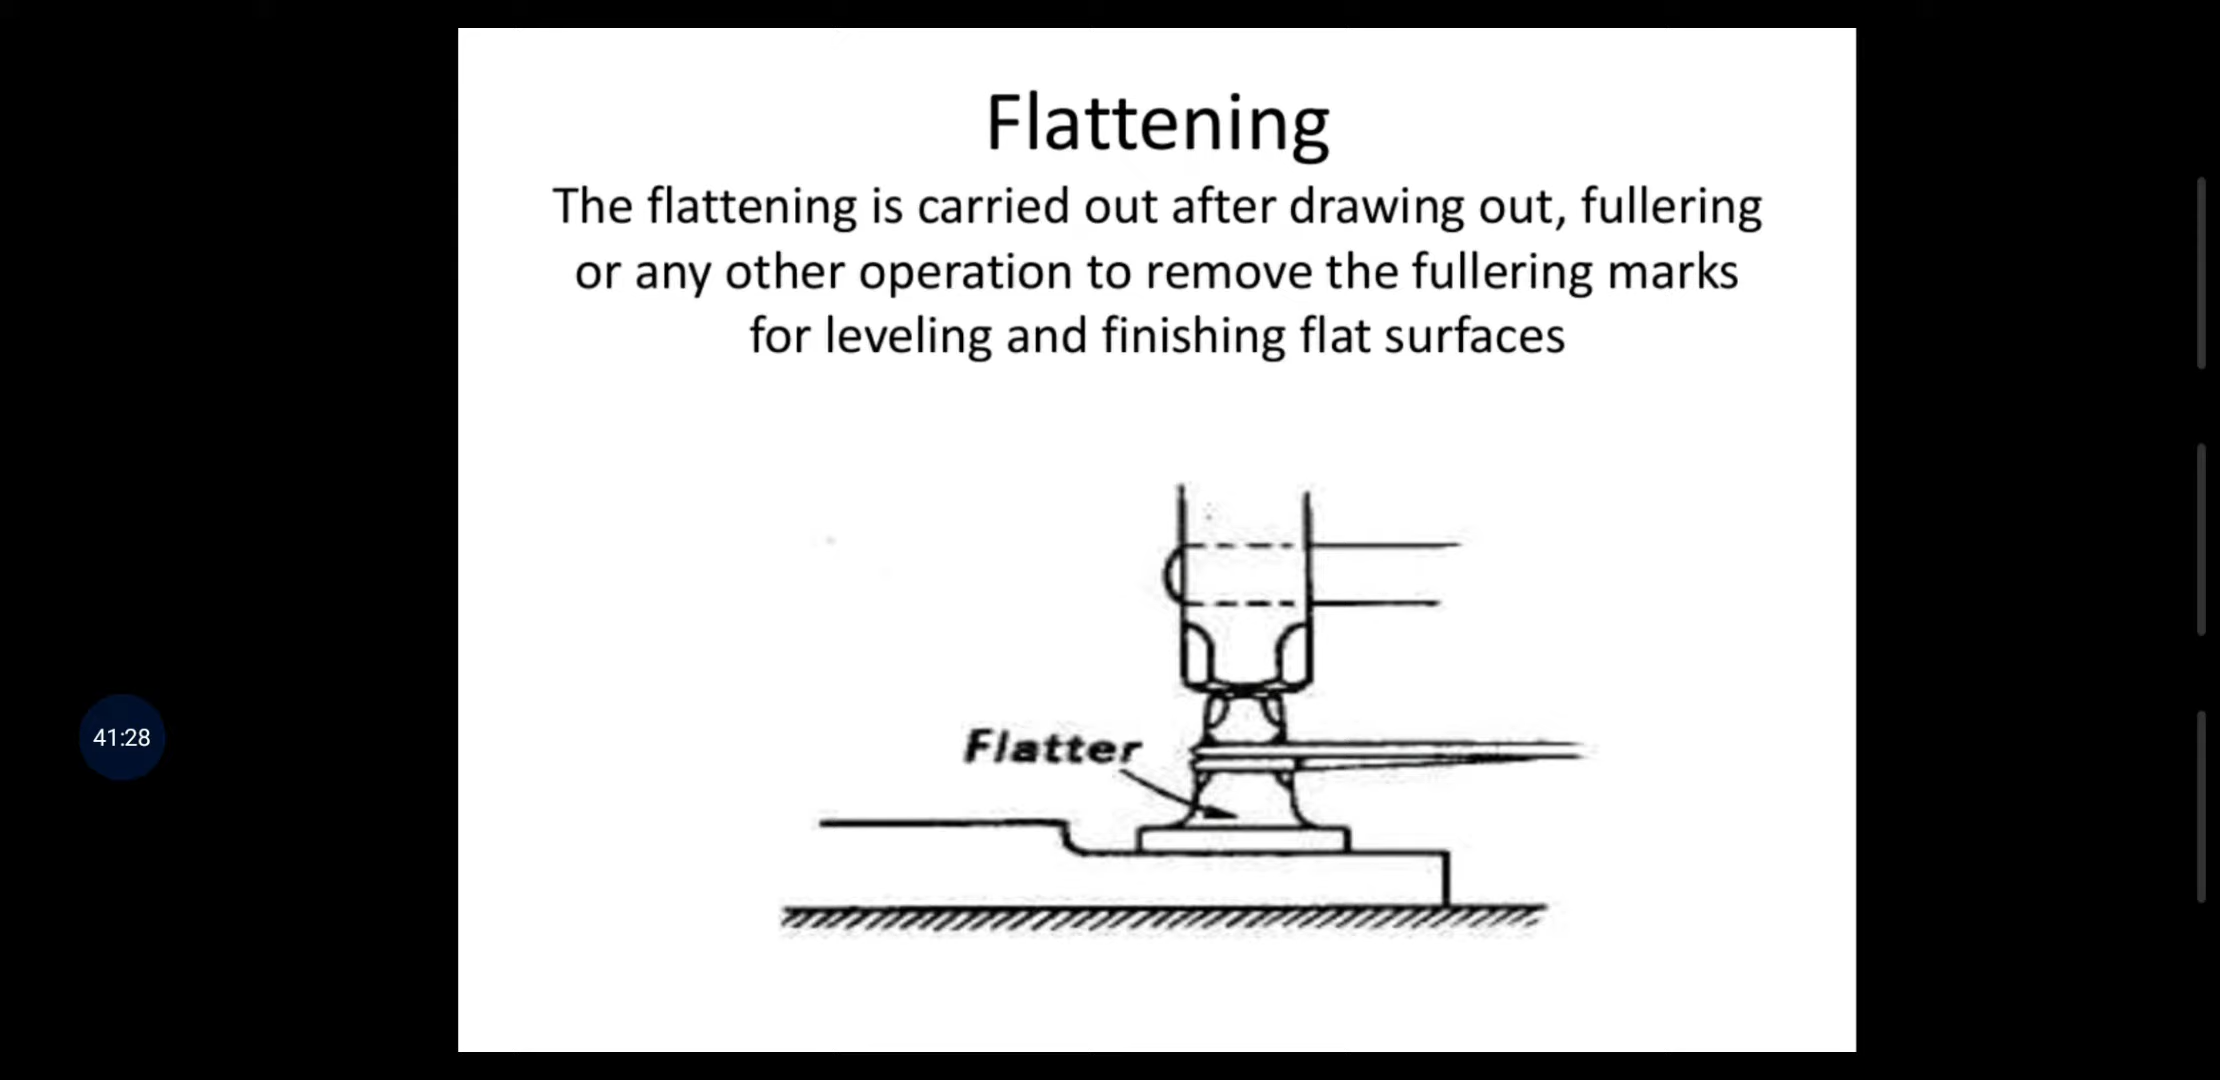 Flattening
The flattening is carried out after drawing out, fullering
or any other operation to remove the fullering marks
for leveling and finishing flat surfaces
Flatter
41:28